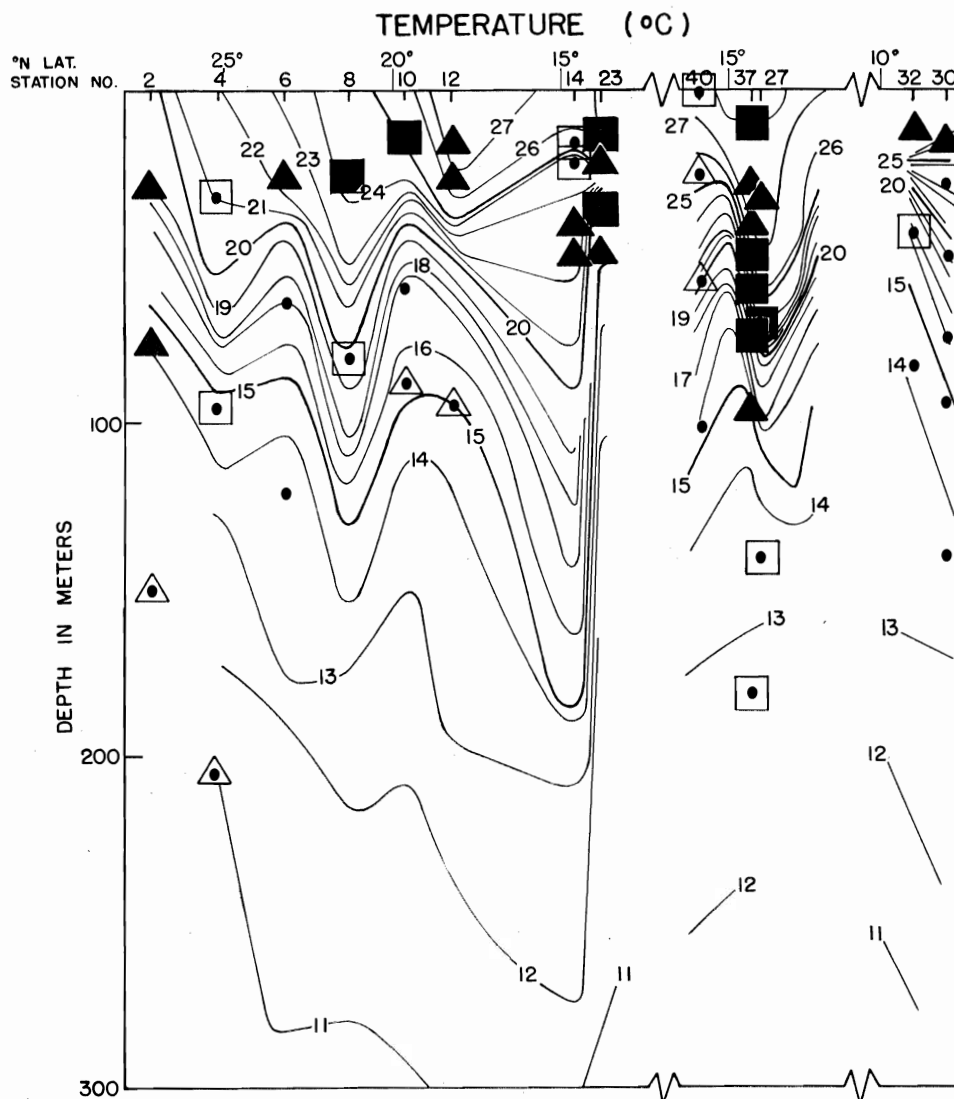 TEMPERATURE (°C)
°N LAT. 25° 20° 15° 15° 10°
STATION NO. 2 4 6 8 10 12 14 23 40 37 27 32 30
27 27
22 23 26 26
25
24 25 20
21
20 20
18 15
19 20 19
16 14
17
15
100 15
14 15 14
13 13
13
DEPTH IN METERS
200 12
12
11
12 11
11
300